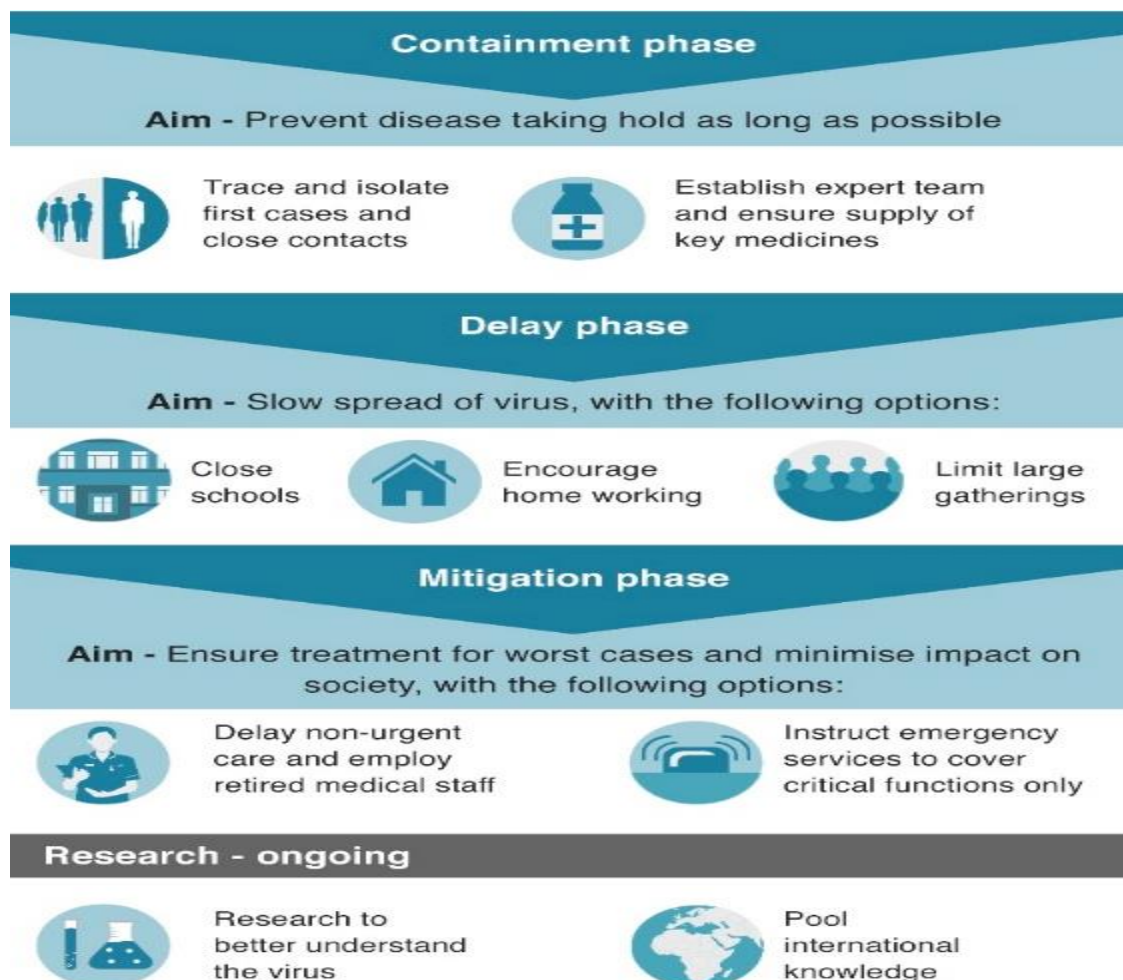 Containment phase
Aim - Prevent disease taking hold as long as possible
Trace and isolate
first cases and
close contacts
Establish expert team
and ensure supply of
key medicines
Delay phase
Aim - Slow spread of virus, with the following options:
Close
schools
Encourage
home working
Limit large
gatherings
Mitigation phase
Aim - Ensure treatment for worst cases and minimise impact on
society, with the following options:
Delay non-urgent
care and employ
retired medical staff
Instruct emergency
services to cover
critical functions only
Research - ongoing
Research to
better understand
the virus
Pool
international
knowledge